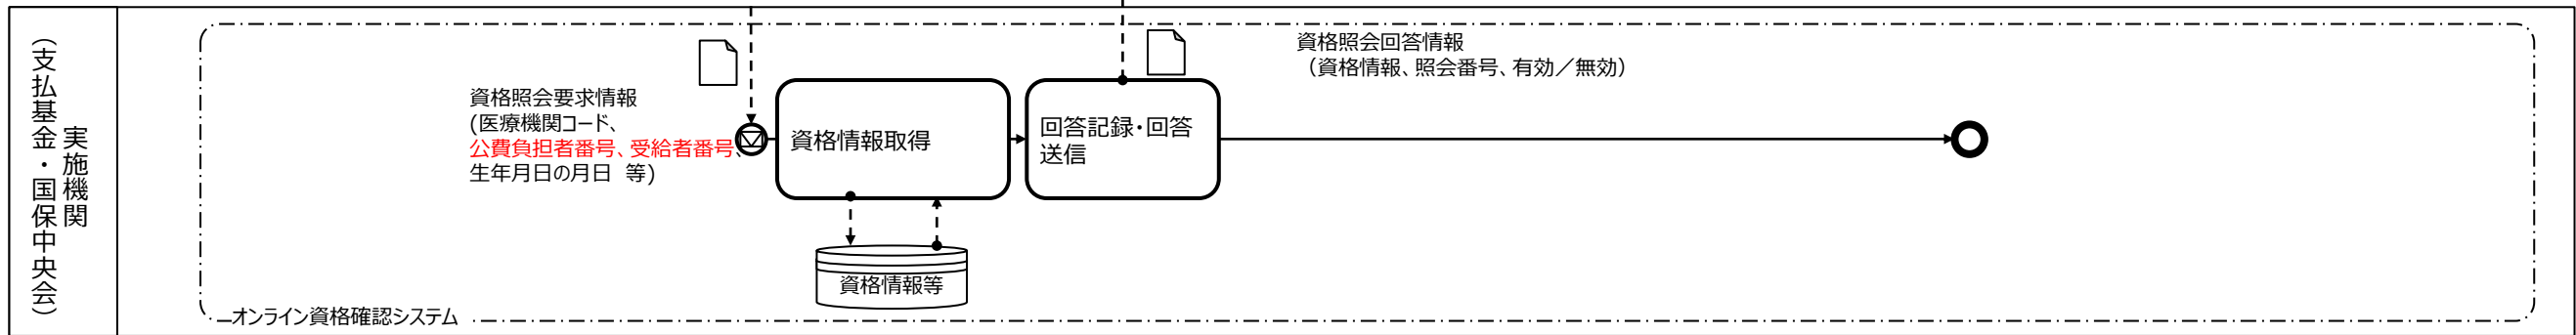 実施機関
（支払基金・国保中央会）
資格照会要求情報
(医療機関コード、
公費負担者番号、受給者番号、
生年月日の月日 等)
資格情報取得
回答記録・回答
送信
資格照会回答情報
（資格情報、照会番号、有効／無効）
資格情報等
オンライン資格確認システム